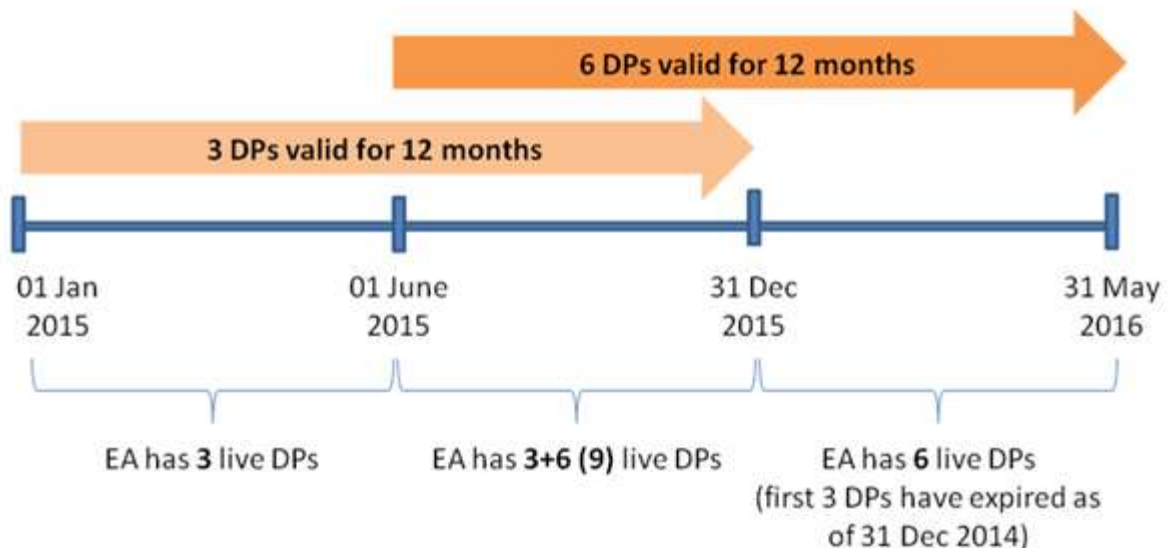 6 DPs valid for 12 months
3 DPs valid for 12 months
01 Jan
2015
01 June
2015
31 Dec
2015
31 May
2016
EA has 3 live DPs
EA has 3+6 (9) live DPs
EA has 6 live DPs
(first 3 DPs have expired as
of 31 Dec 2014)